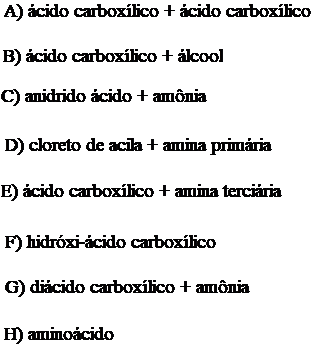 A) ácido carboxílico + ácido carboxílico
B) ácido carboxílico + álcool
C) anidrido ácido + amônia
D) cloreto de acila + amina primária
E) ácido carboxílico + amina terciária
F) hidróxi-ácido carboxílico
G) diácido carboxílico + amônia
H) aminoácido